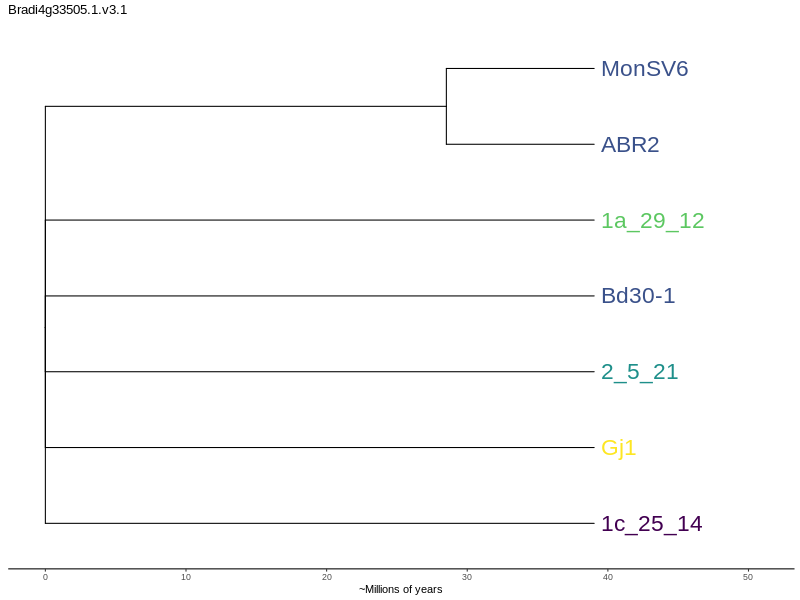 Bradi4g33505.1.v3.1
MonSV6
ABR2
1a_29_12
Bd30-1
2_5_21
Gj1
1c_25_14
0 10 20 30 40 50
~Millions of years